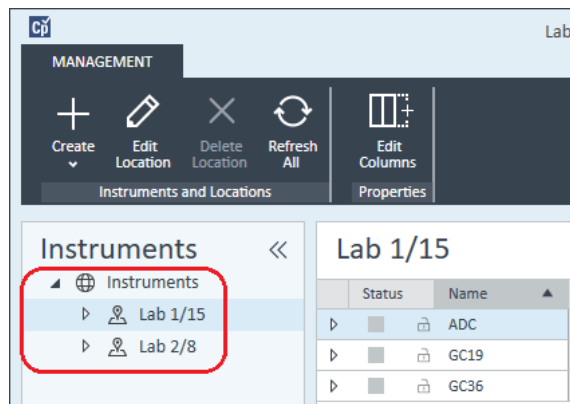 Cp
Lab
MANAGEMENT
Create
Edit
Location
Delete
Location
Refresh
All
Edit
Columns
Instruments and Locations
Properties
Instruments
Instruments
Lab 1/15
Lab 2/8
Lab 1/15
Status
Name
ADC
GC19
GC36